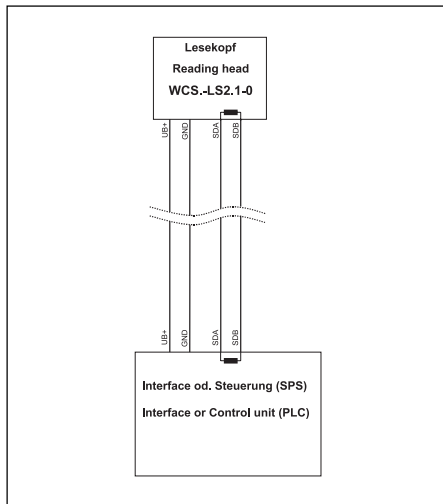 Lesekopf
Reading head
WCS.-LS2.1-0
UB+ GND SDA SDB
UB+ GND SDA SDB
Interface od. Steuerung (SPS)
Interface or Control unit (PLC)